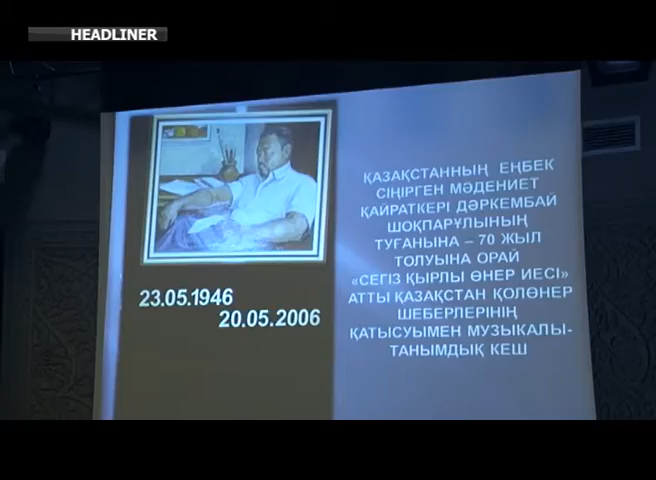 HEADLINER
23.05.1946
20.05.2006
ҚАЗАҚСТАННЫҢ ЕҢБЕК
СІҢІРГЕН МӘДЕНИЕТ
ҚАЙРАТКЕРІ ДӘРКЕМБАЙ
ШОҚПАРҰЛЫНЫҢ
ТУҒАНЫНА – 70 ЖЫЛ
ТОЛУЫНА ОРАЙ
«СЕГІЗ ҚЫРЛЫ ӨНЕР ИЕСІ»
АТТЫ ҚАЗАҚСТАН ҚОЛӨНЕР
ШЕБЕРЛЕРІНІҢ
ҚАТЫСУЫМЕН МУЗЫКАЛЫ-
ТАНЫМДЫҚ КЕШ